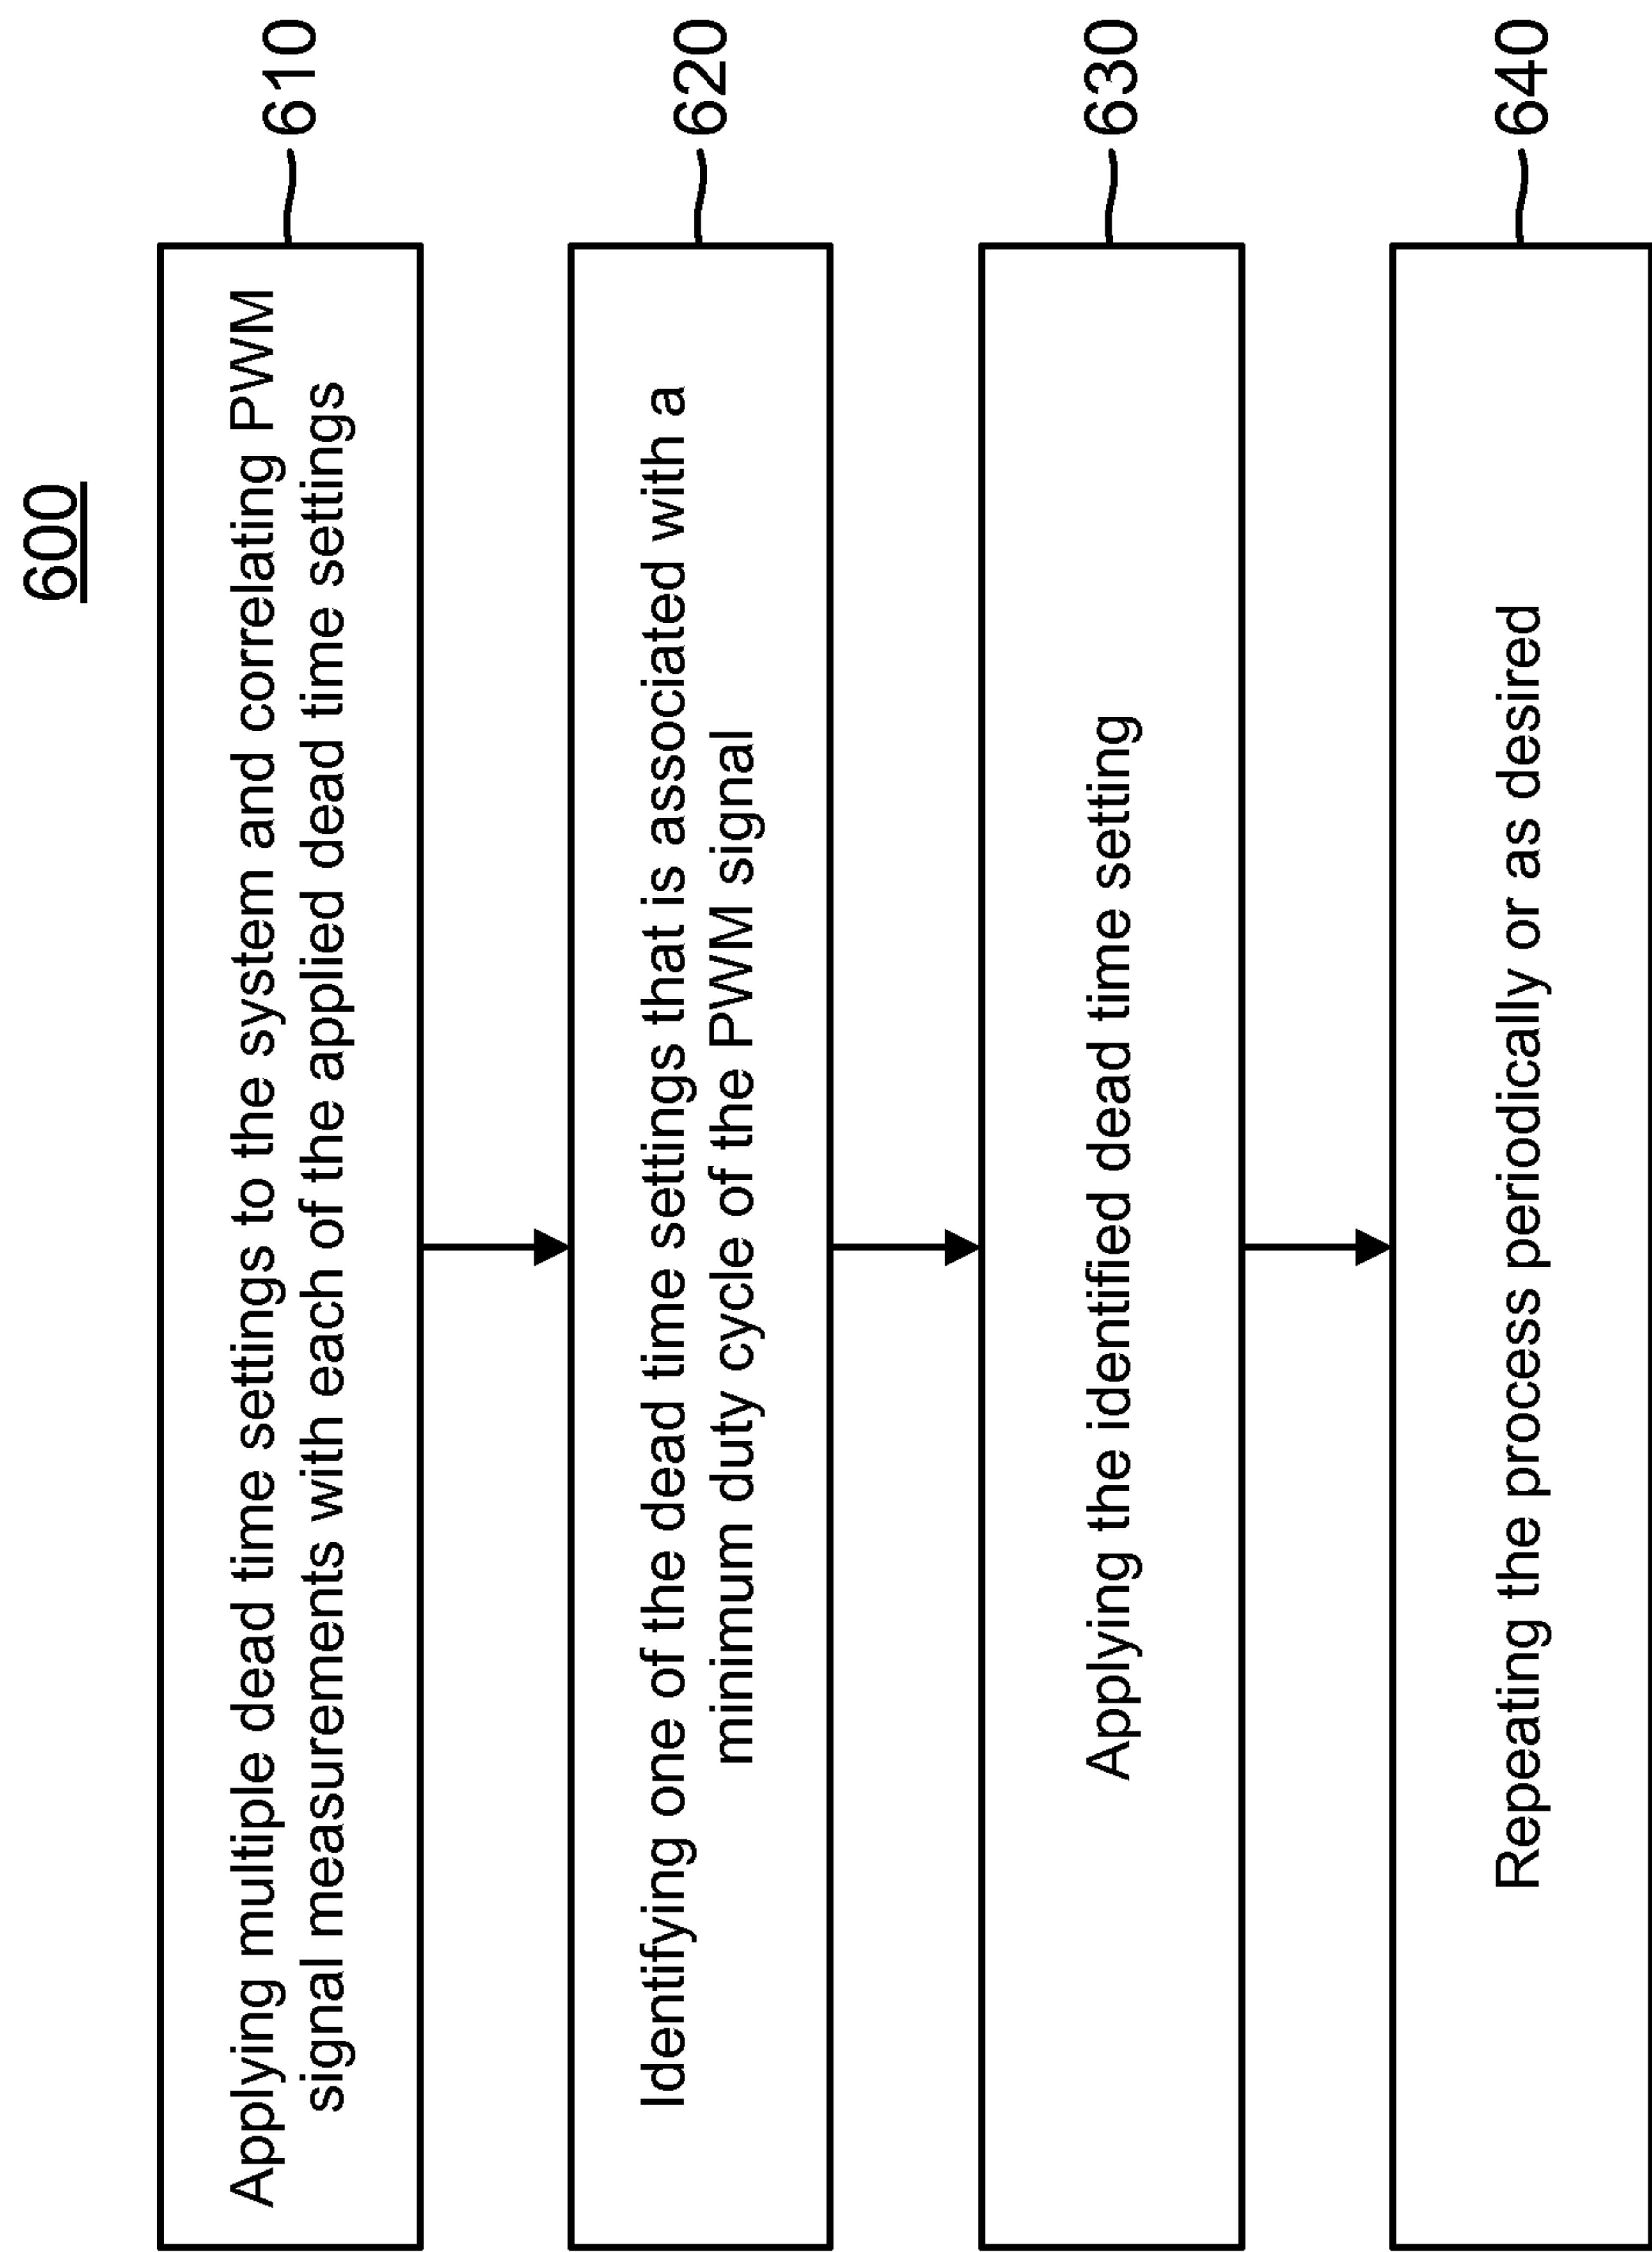 600
Applying multiple dead time settings to the system and correlating PWM
signal measurements with each of the applied dead time settings
610
Identifying one of the dead time settings that is associated with a
minimum duty cycle of the PWM signal
620
Applying the identified dead time setting
630
Repeating the process periodically or as desired
640